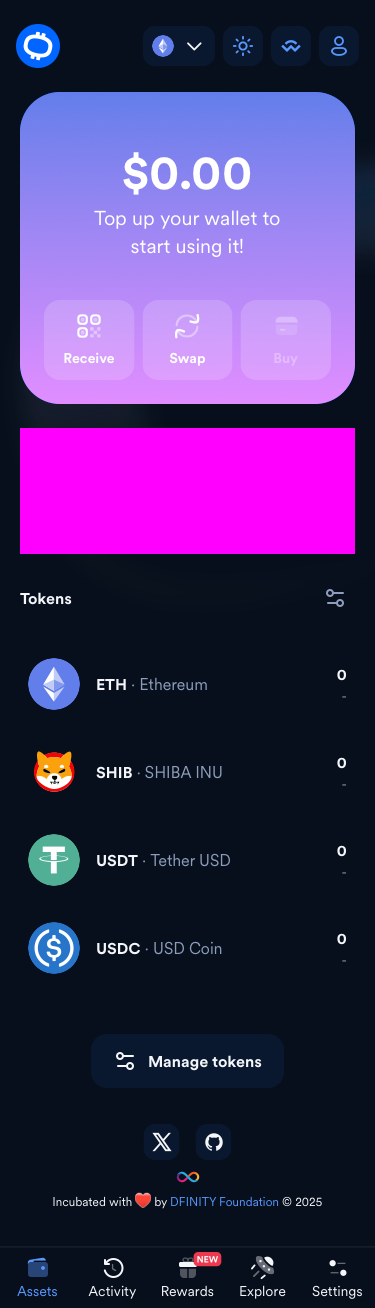 $0.00
Top up your wallet to
start using it!
Receive
Swap
Buy
Tokens
ETH · Ethereum
0
-
SHIB · SHIBA INU
0
-
USDT · Tether USD
0
-
USDC · USD Coin
0
-
Manage tokens
Incubated with ❤️ by DFINITY Foundation © 2025
NEW
Assets
Activity
Rewards
Explore
Settings